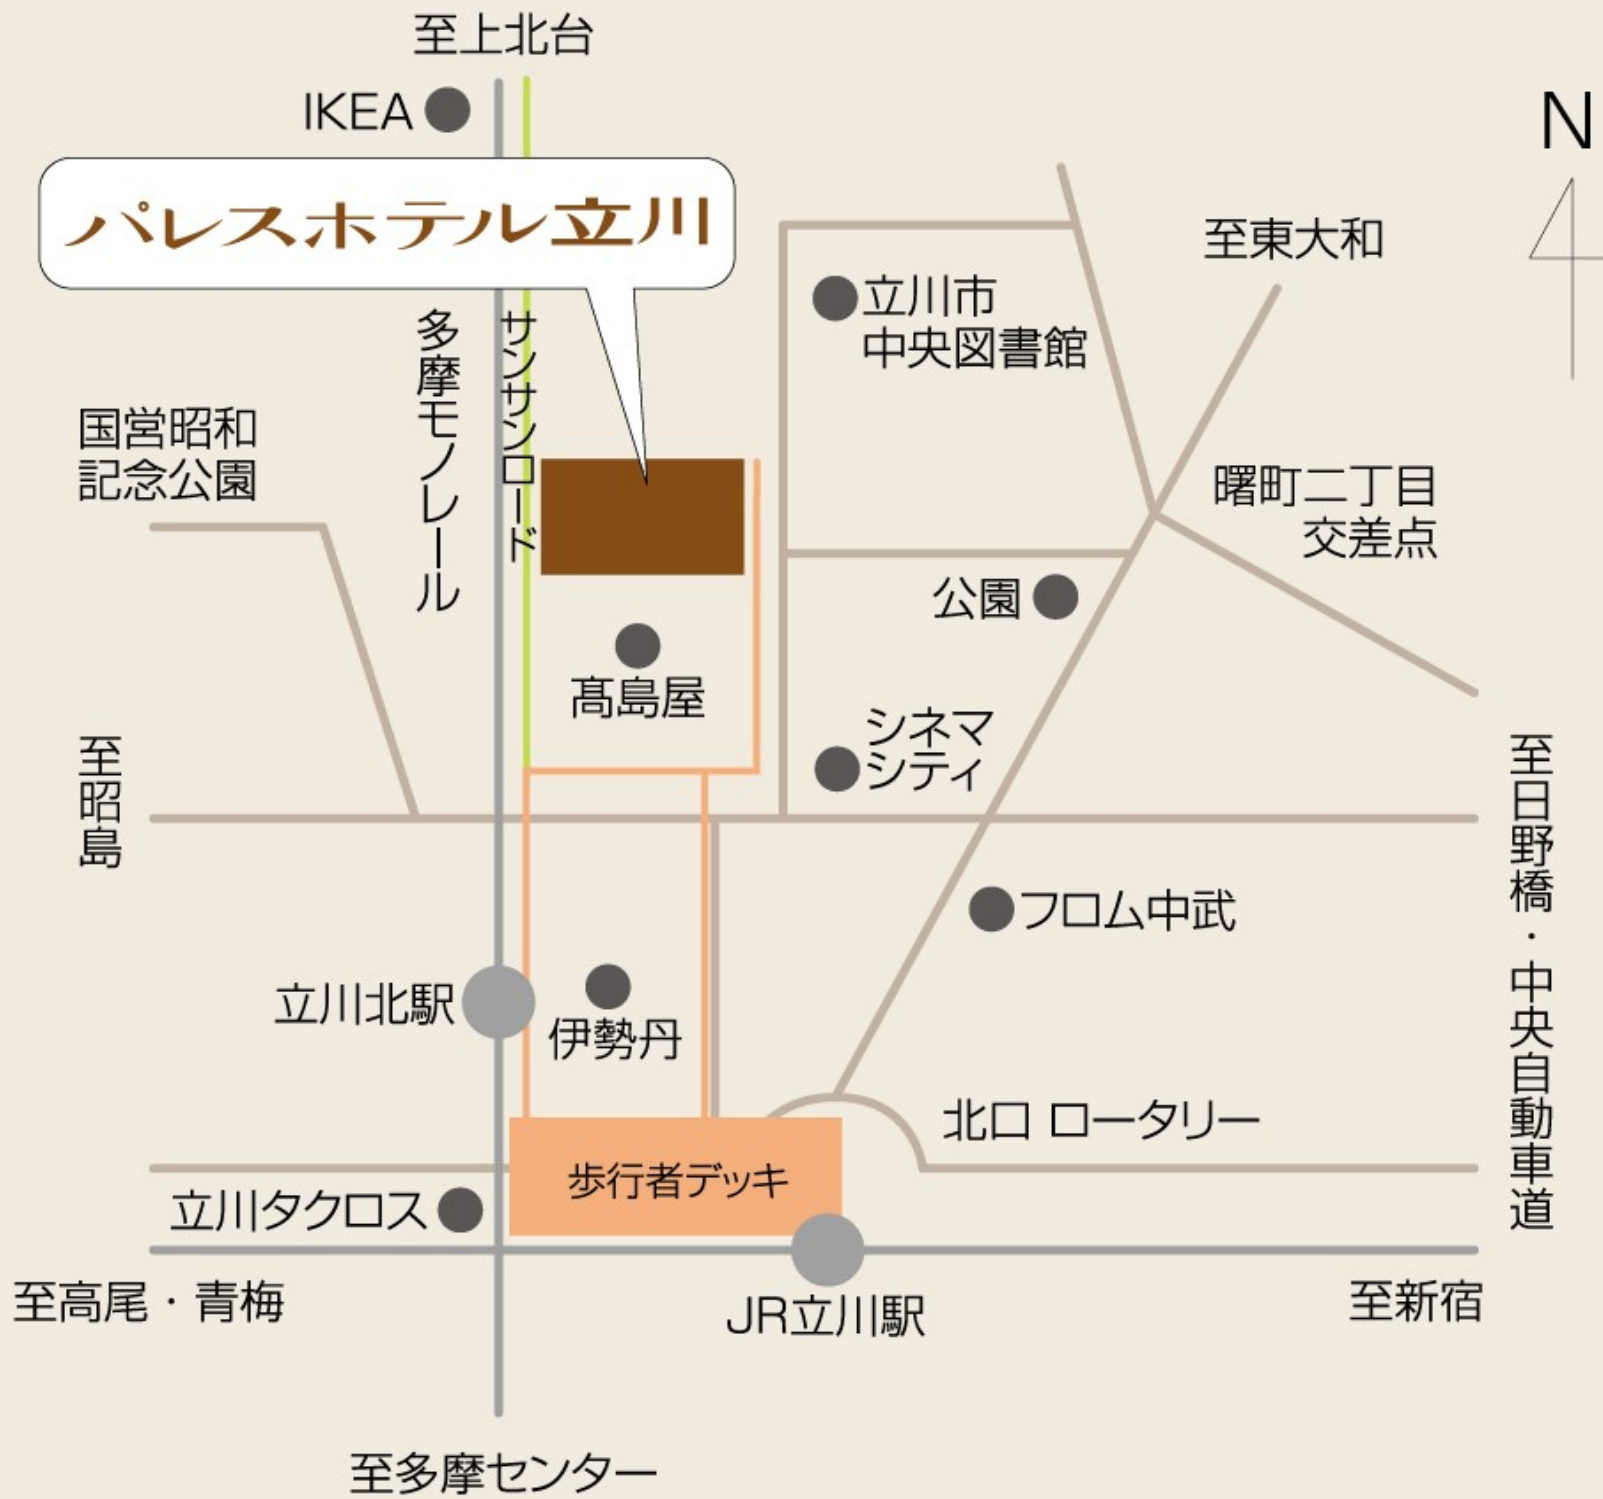 至上北台
IKEA
N
パレスホテル立川
至東大和
立川市
中央図書館
多摩モノレール
サンサンロード
国営昭和
記念公園
曙町二丁目
交差点
公園
髙島屋
シネマ
シティ
至昭島
至日野橋・中央自動車道
フロム中武
立川北駅
伊勢丹
北口 ロータリー
歩行者デッキ
立川タクロス
至高尾・青梅
JR立川駅
至新宿
至多摩センター